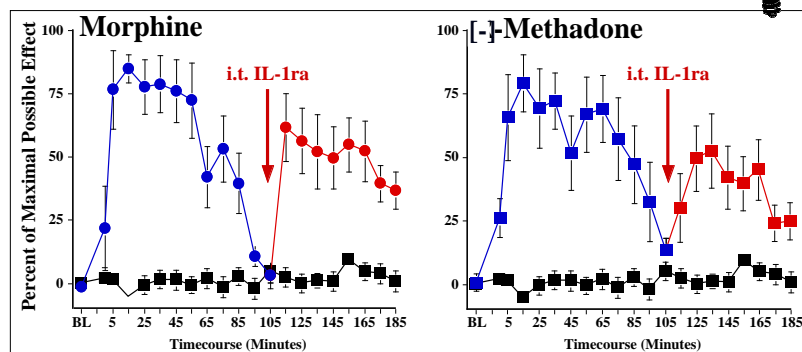 Morphine
[-]-Methadone
Percent of Maximal Possible Effect
100
75
50
25
0
i.t. IL-1ra
BL 5 25 45 65 85 105 125 145 165 185
Timecourse (Minutes)
100
75
50
25
0
i.t. IL-1ra
BL 5 25 45 65 85 105 125 145 165 185
Timecourse (Minutes)